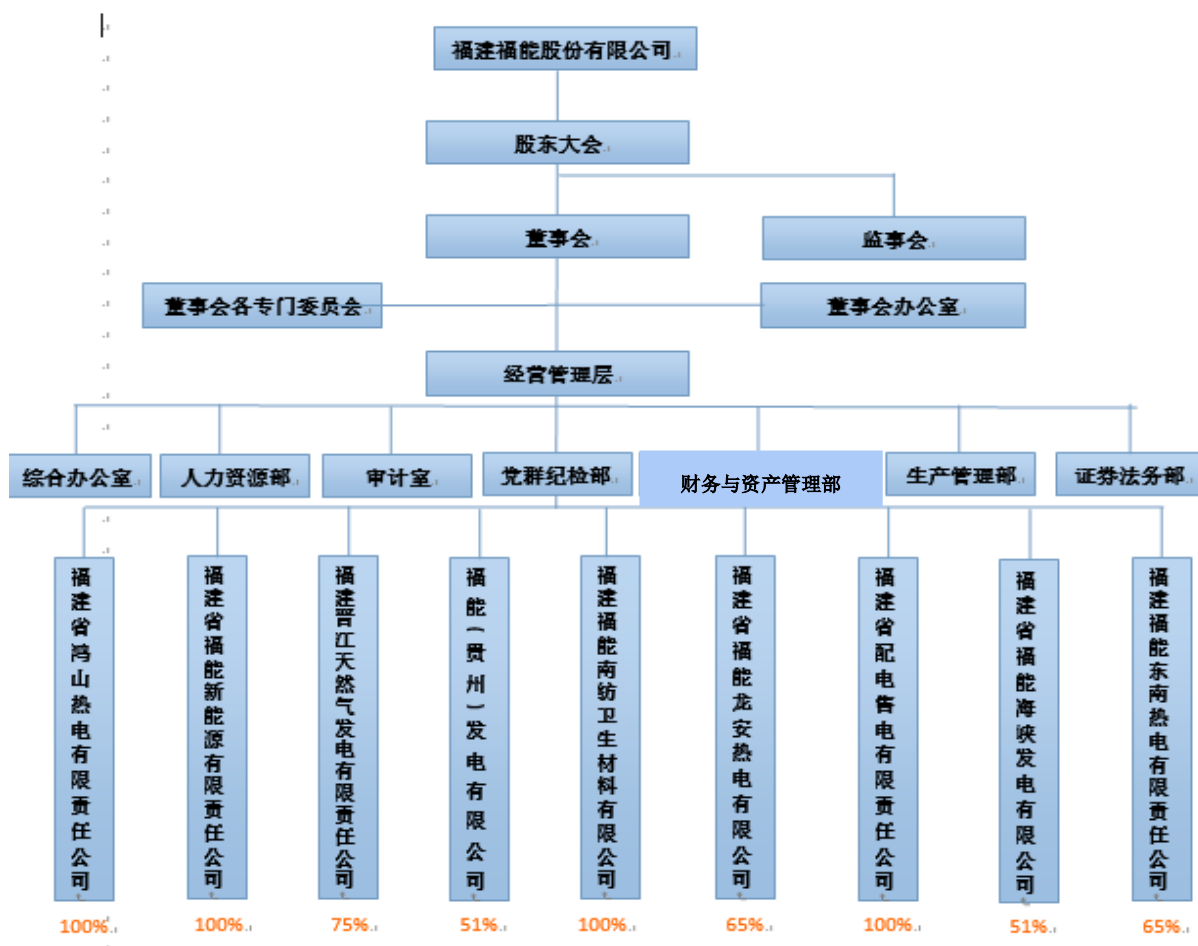 福建福能股份有限公司
股东大会
董事会
监事会
董事会各专门委员会
董事会办公室
经营管理层
综合办公室
人力资源部
审计室
党群纪检部
财务与资产管理部
生产管理部
证券法务部
福建省鸿山热电有限责任公司
福建省福能新能源有限责任公司
福建晋江天然气发电有限责任公司
福能（贵州）发电有限公司
福建福能南纺卫生材料有限公司
福建省福能龙安热电有限公司
福建省配电售电有限责任公司
福建省福能海峡发电有限公司
福建福能东南热电有限责任公司
100%
100%
75%
51%
100%
65%
100%
51%
65%